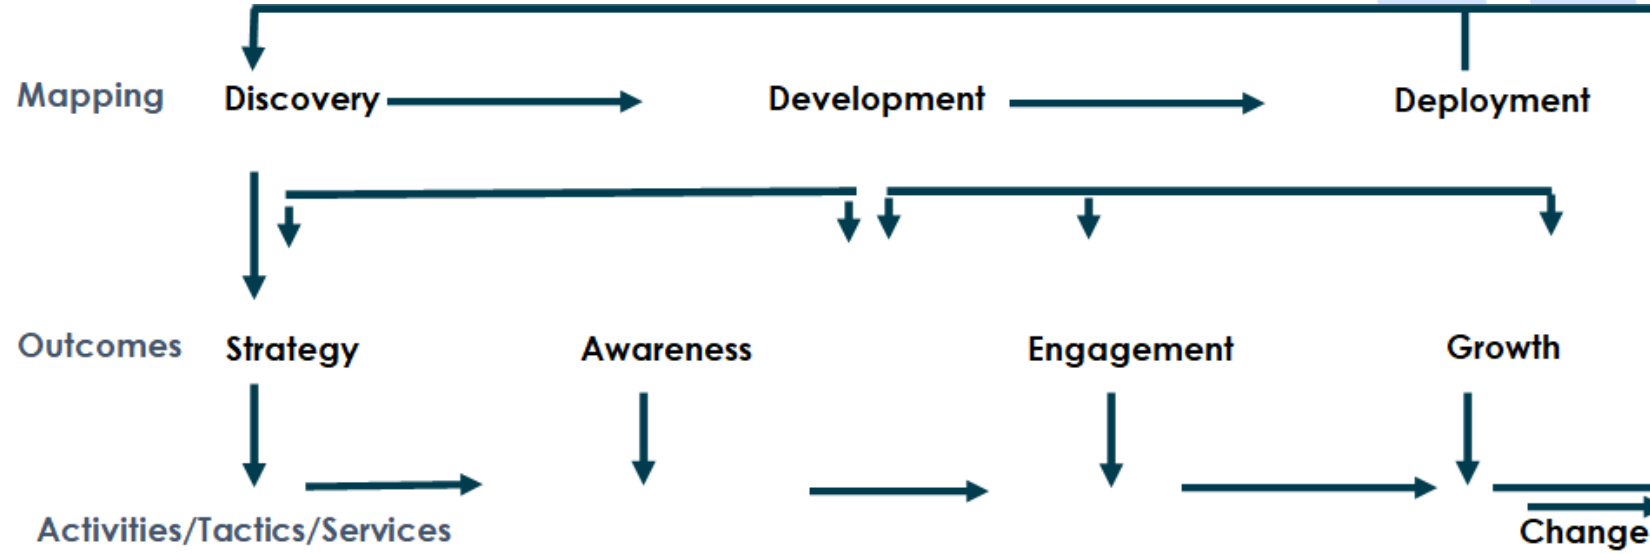 Mapping Discovery Development Deployment
Outcomes Strategy Awareness Engagement Growth
Activities/Tactics/Services Change